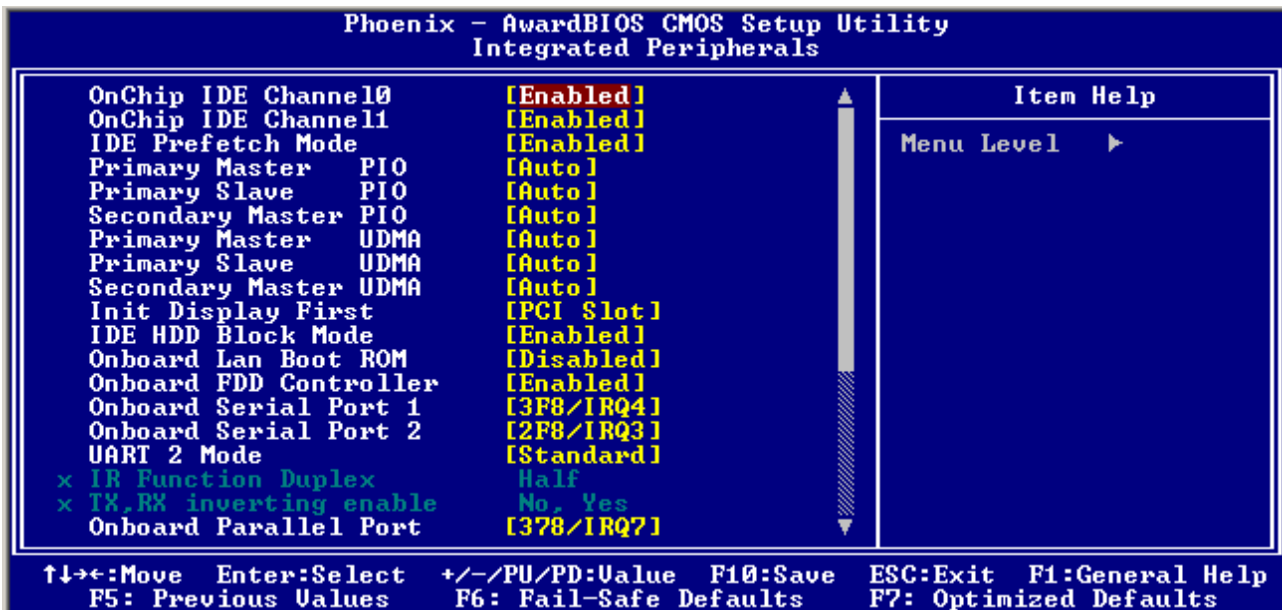 Phoenix - AwardBIOS CMOS Setup Utility
Integrated Peripherals
OnChip IDE Channel0 [Enabled]
OnChip IDE Channel1 [Enabled]
IDE Prefetch Mode [Enabled]
Primary Master PIO [Auto]
Primary Slave PIO [Auto]
Secondary Master PIO [Auto]
Primary Master UDMA [Auto]
Primary Slave UDMA [Auto]
Secondary Master UDMA [Auto]
Init Display First [PCI Slot]
IDE HDD Block Mode [Enabled]
Onboard Lan Boot ROM [Disabled]
Onboard FDD Controller [Enabled]
Onboard Serial Port 1 [3F8/IRQ4]
Onboard Serial Port 2 [2F8/IRQ3]
UART 2 Mode [Standard]
x IR Function Duplex Half
x TX,RX inverting enable No, Yes
Onboard Parallel Port [378/IRQ7]
Item Help
Menu Level ►
↑↓→←:Move Enter:Select +/-/PU/PD:Value F10:Save ESC:Exit F1:General Help
F5: Previous Values F6: Fail-Safe Defaults F7: Optimized Defaults